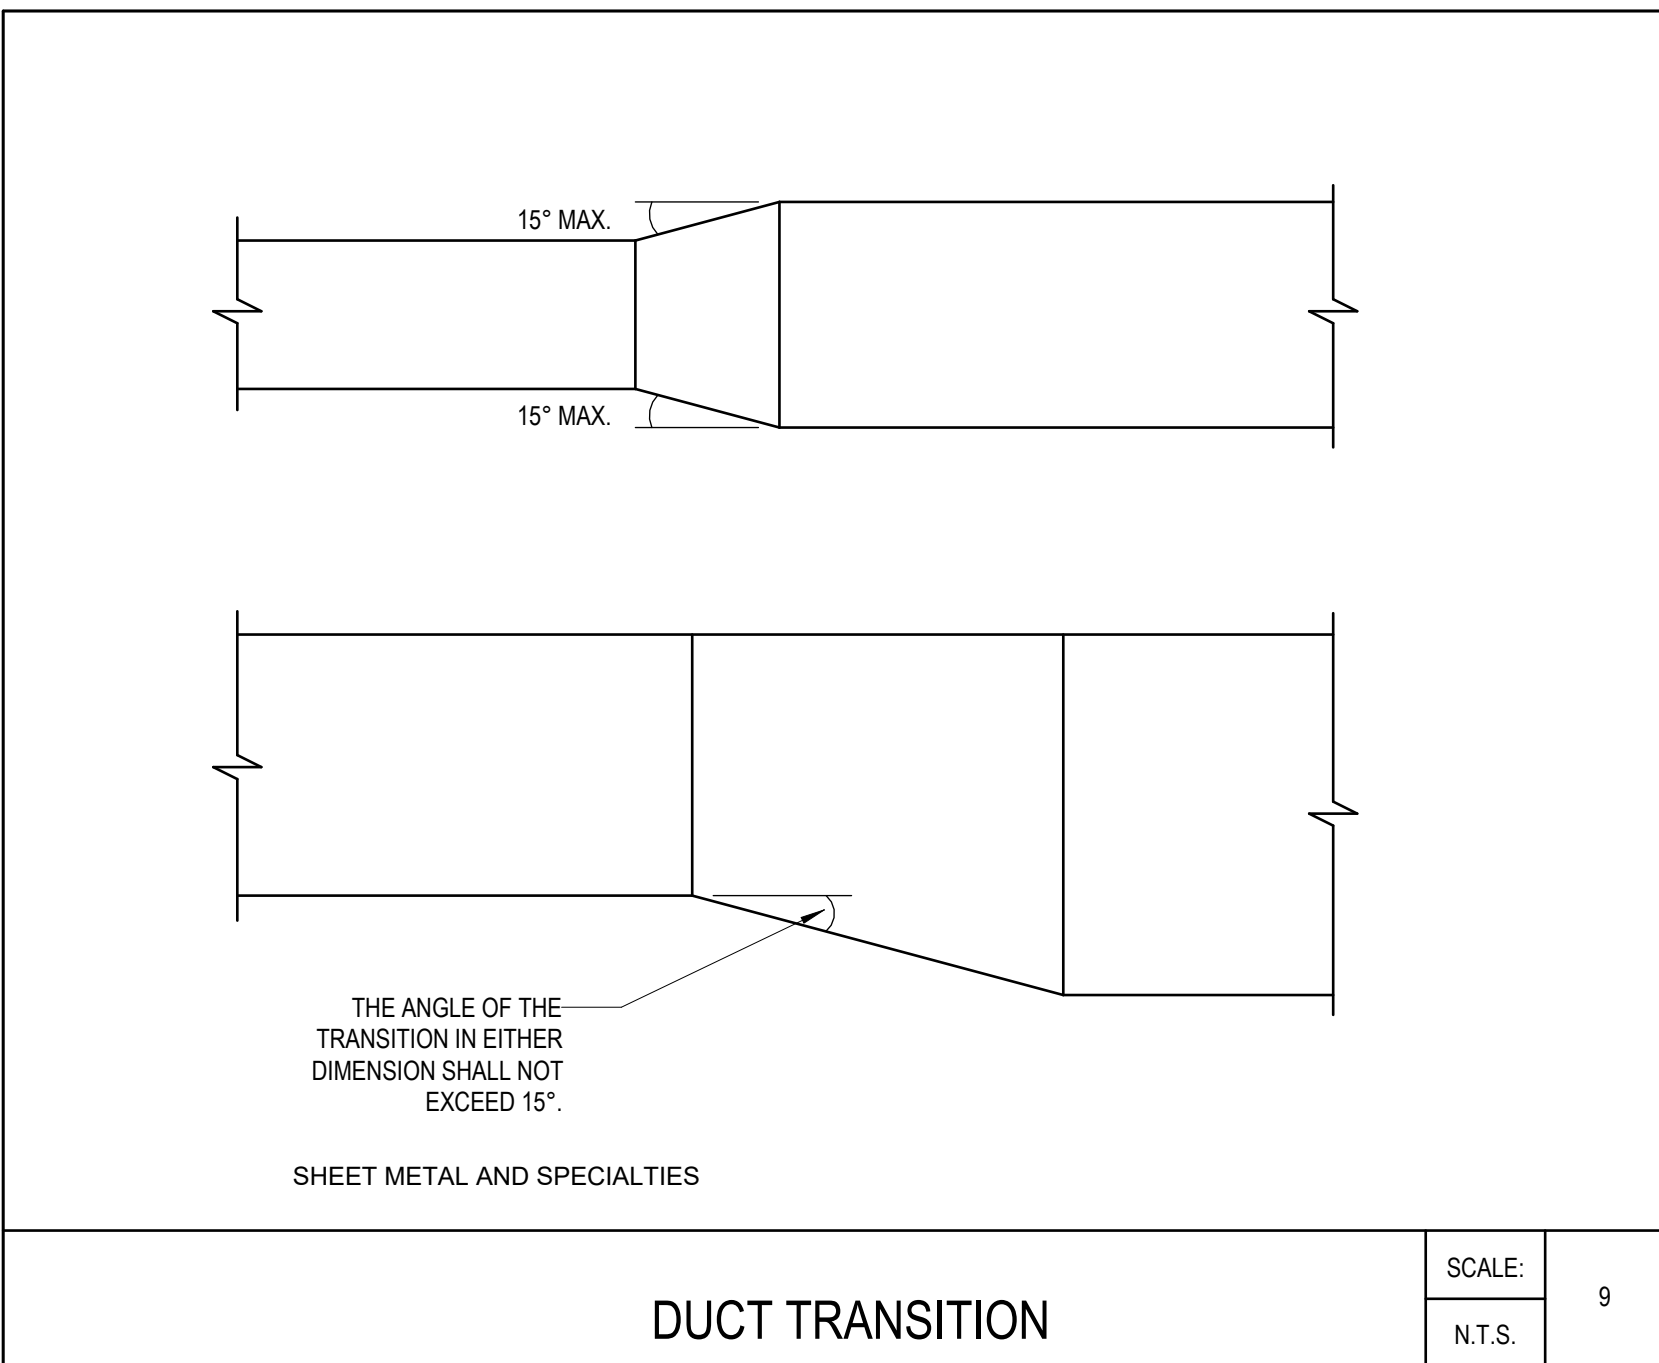 15° MAX.
15° MAX.
THE ANGLE OF THE
TRANSITION IN EITHER
DIMENSION SHALL NOT
EXCEED 15°.
SHEET METAL AND SPECIALTIES
DUCT TRANSITION
SCALE:
N.T.S.
9